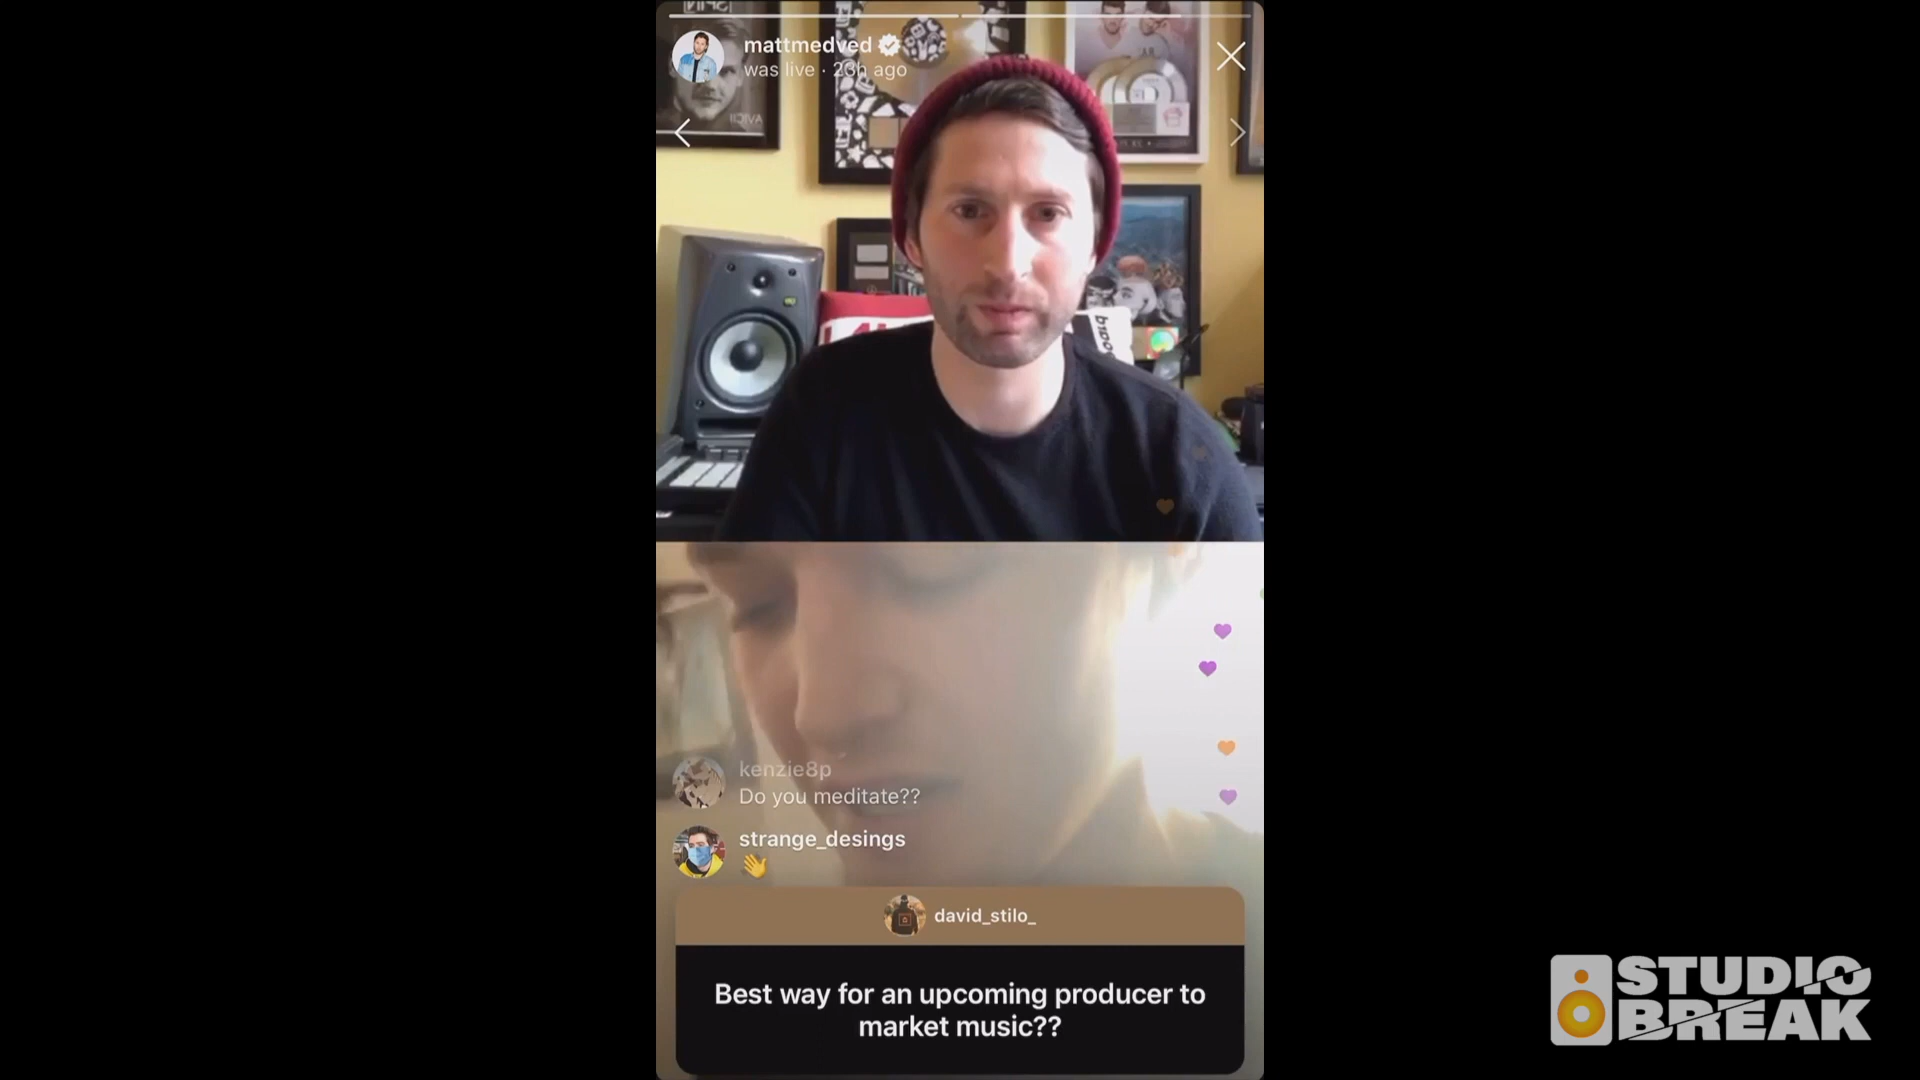 mattmedved
was live · 23h ago
AVICII
kenzie8p
Do you meditate??
strange_desings
👋
david_stilo_
Best way for an upcoming producer to
market music??
STUDIO
BREAK